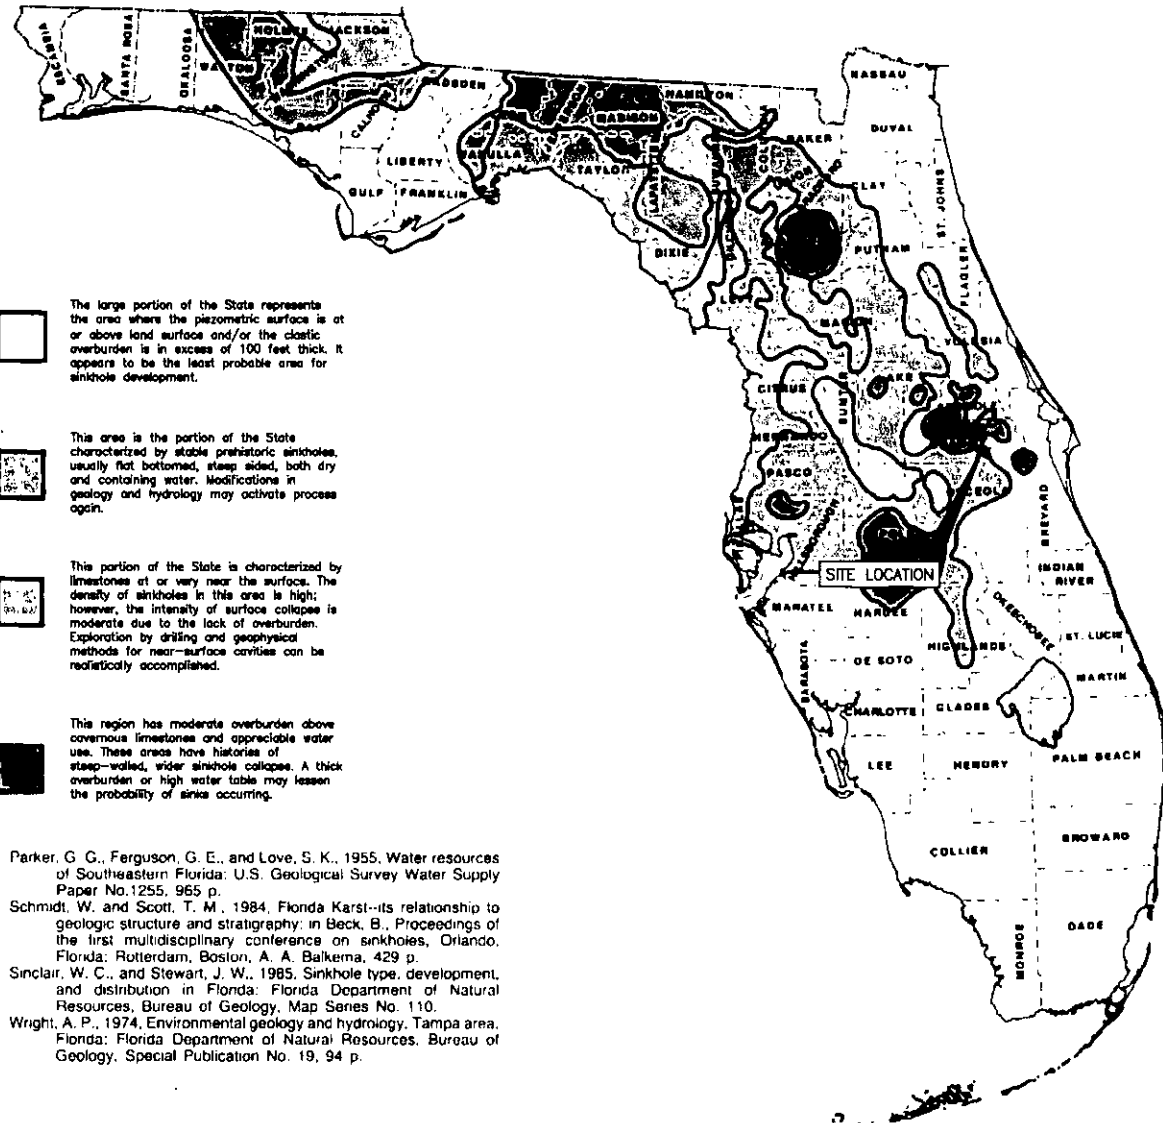 ESCAMBIA
SANTA ROSA
OKALOOSA
WALTON
HOLMES
JACKSON
GADSDEN
CALHOUN
LIBERTY
GULF
FRANKLIN
WAKULLA
MADISON
HAMILTON
TAYLOR
LAFAYETTE
DIXIE
BAKER
NASSAU
DUVAL
CLAY
ST. JOHNS
PUTNAM
FLAGLER
LEVY
MARION
VOLUSIA
CITRUS
SUMTER
LAKE
HERNANDO
PASCO
HILLSBOROUGH
OSCEOLA
BREVARD
INDIAN
RIVER
SITE LOCATION
MANATEE
HARDEE
OKEECHOBEE
ST. LUCIE
SARASOTA
DE SOTO
HIGHLANDS
MARTIN
CHARLOTTE
GLADES
LEE
HENDRY
PALM BEACH
COLLIER
BROWARD
MONROE
DADE
The large portion of the State represents
the area where the piezometric surface is at
or above land surface and/or the clastic
overburden is in excess of 100 feet thick. It
appears to be the least probable area for
sinkhole development.
This area is the portion of the State
characterized by stable prehistoric sinkholes,
usually flat bottomed, steep sided, both dry
and containing water. Modifications in
geology and hydrology may activate process
again.
This portion of the State is characterized by
limestones at or very near the surface. The
density of sinkholes in this area is high;
however, the intensity of surface collapse is
moderate due to the lack of overburden.
Exploration by drilling and geophysical
methods for near-surface cavities can be
realistically accomplished.
This region has moderate overburden above
cavernous limestones and appreciable water
use. These areas have histories of
steep-walled, wider sinkhole collapse. A thick
overburden or high water table may lessen
the probability of sinks occurring.
Parker, G. G., Ferguson, G. E., and Love, S. K., 1955, Water resources
of Southeastern Florida: U.S. Geological Survey Water Supply
Paper No.1255, 965 p.
Schmidt, W. and Scott, T. M., 1984, Florida Karst--its relationship to
geologic structure and stratigraphy: in Beck, B., Proceedings of
the first multidisciplinary conference on sinkholes, Orlando,
Florida: Rotterdam, Boston, A. A. Balkema, 429 p.
Sinclair, W. C., and Stewart, J. W., 1985, Sinkhole type, development,
and distribution in Florida: Florida Department of Natural
Resources, Bureau of Geology, Map Series No. 110.
Wright, A. P., 1974, Environmental geology and hydrology, Tampa area,
Florida: Florida Department of Natural Resources, Bureau of
Geology, Special Publication No. 19, 94 p.